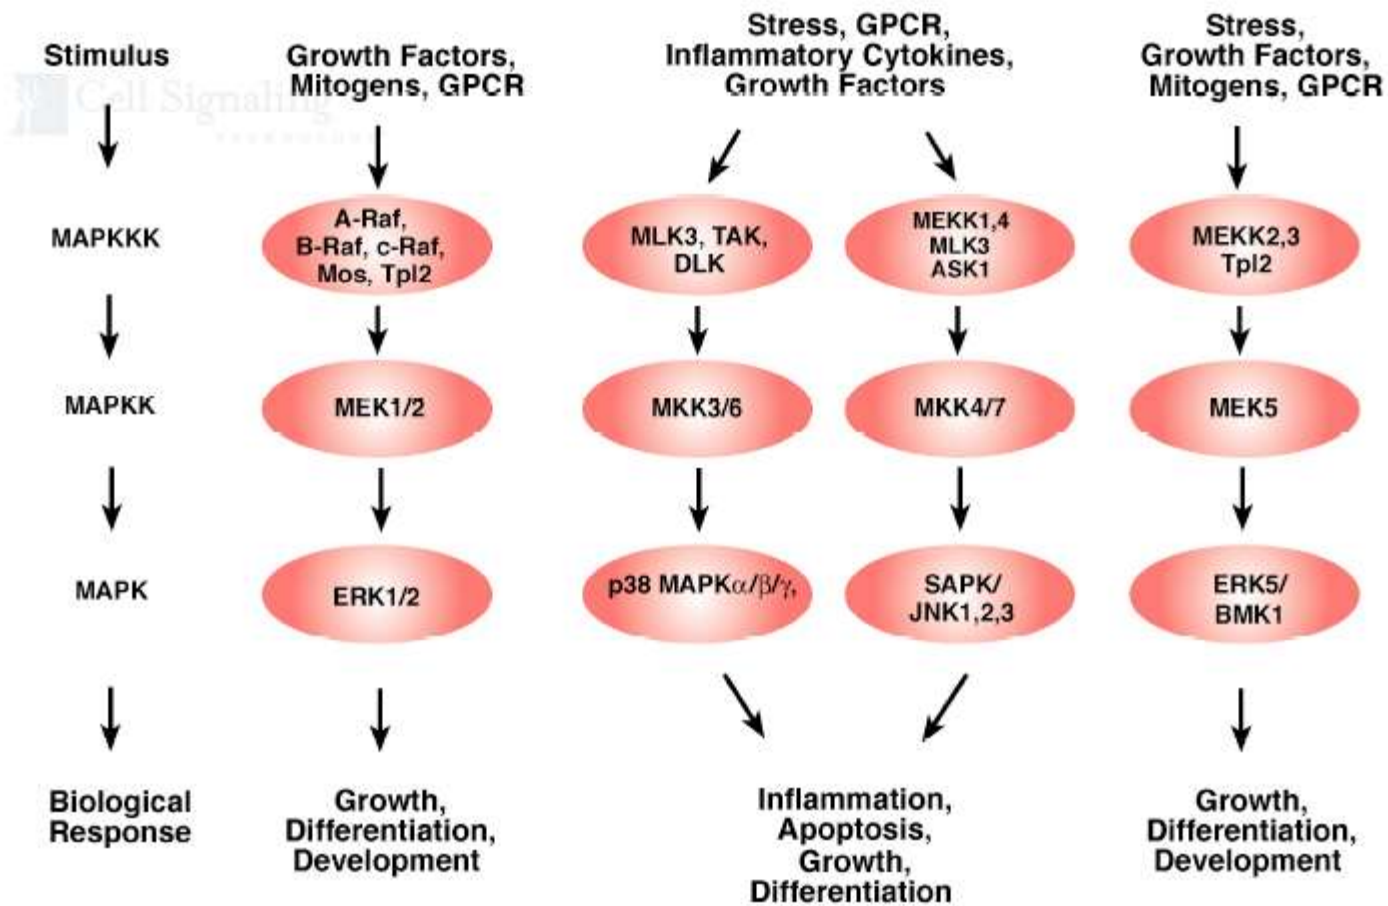 Stimulus
Cell Signaling
MAPKKK
MAPKK
MAPK
Biological
Response
Growth Factors,
Mitogens, GPCR
A-Raf,
B-Raf, c-Raf,
Mos, Tpl2
MEK1/2
ERK1/2
Growth,
Differentiation,
Development
Stress, GPCR,
Inflammatory Cytokines,
Growth Factors
MLK3, TAK,
DLK
MKK3/6
p38 MAPKα/β/γ,
MEKK1,4
MLK3
ASK1
MKK4/7
SAPK/
JNK1,2,3
Inflammation,
Apoptosis,
Growth,
Differentiation
Stress,
Growth Factors,
Mitogens, GPCR
MEKK2,3
Tpl2
MEK5
ERK5/
BMK1
Growth,
Differentiation,
Development